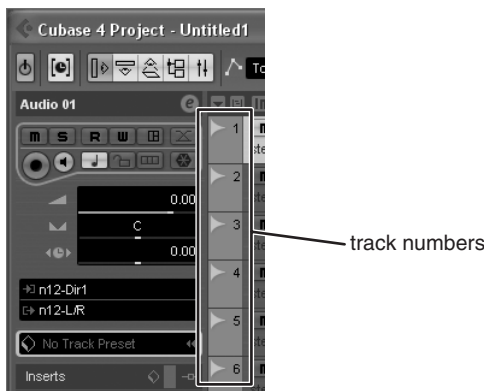 Cubase 4 Project - Untitled1
Audio 01
e
m S R W
0.00
C
0.00
n12-Dir1
n12-L/R
No Track Preset
Inserts
1
2
3
4
5
6
track numbers